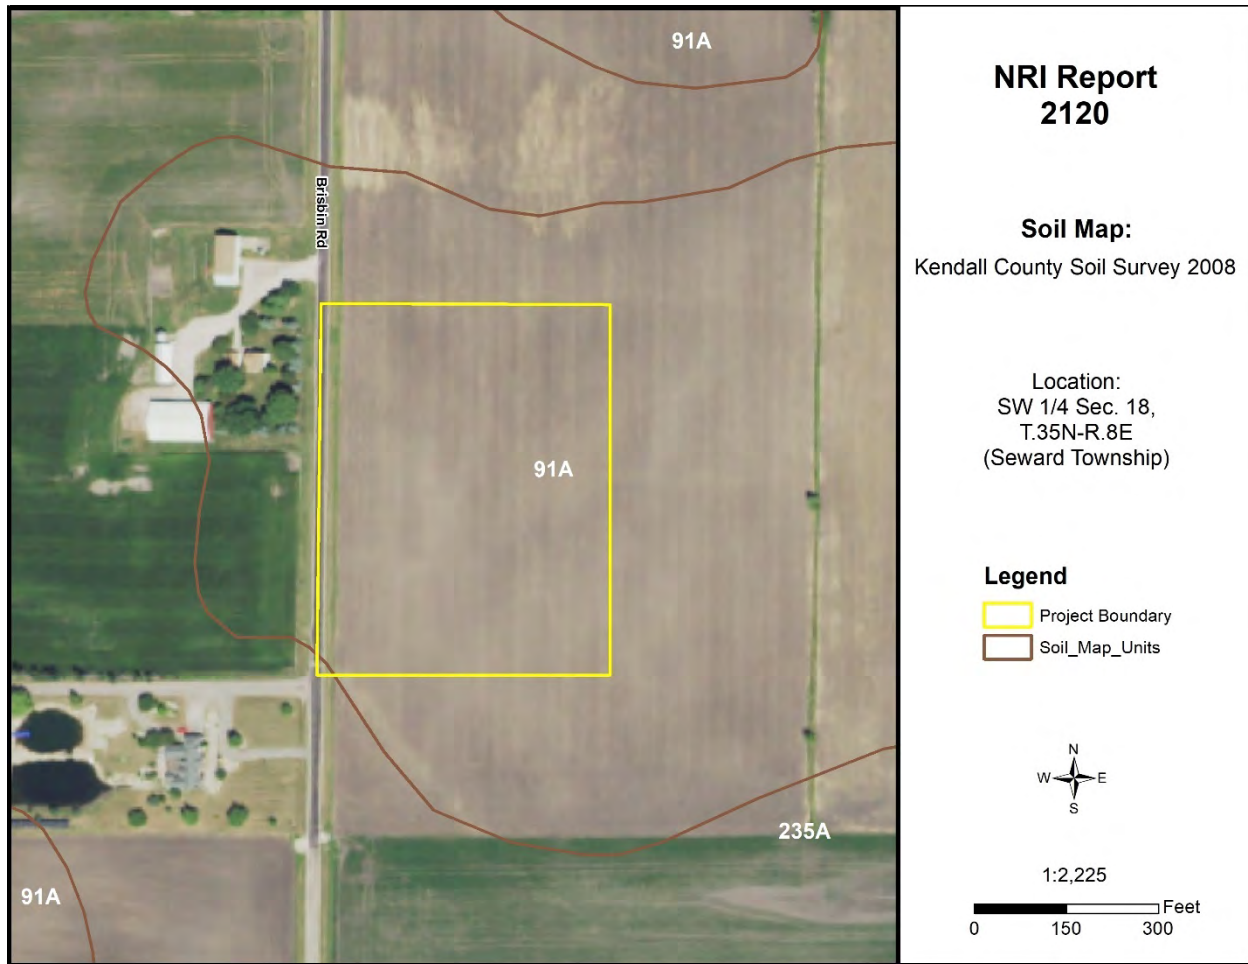 91A
Brisbin Rd
91A
235A
91A
NRI Report
2120
Soil Map:
Kendall County Soil Survey 2008
Location:
SW 1/4 Sec. 18,
T.35N-R.8E
(Seward Township)
Legend
Project Boundary
Soil_Map_Units
N
W E
S
1:2,225
Feet
0 150 300